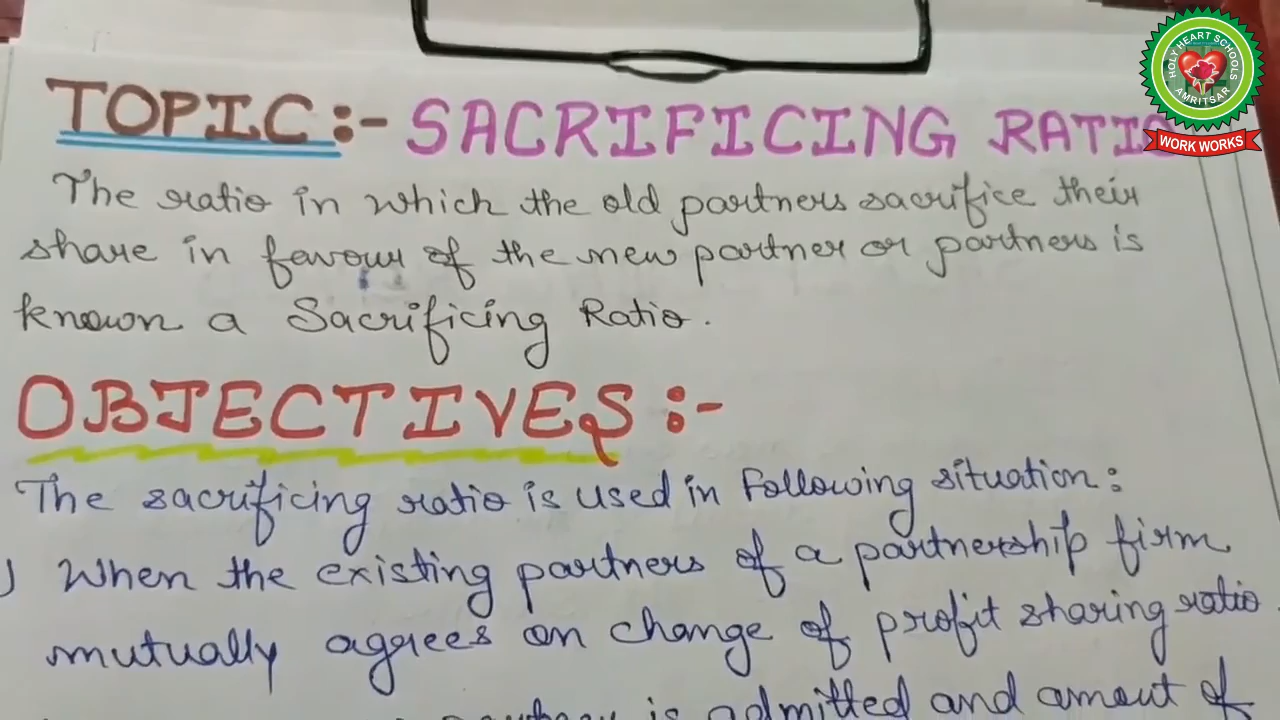 TOPIC:- SACRIFICING RATIO
The ratio in which the old partners sacrifice their
share in favour of the new partner or partners is
known a Sacrificing Ratio.
OBJECTIVES:-
The sacrificing ratio is used in Following situation:
) When the existing partners of a partnership firm
mutually agrees on change of profit sharing ratio.
is admitted and amout of
HOLY HEART SCHOOLS
AMRITSAR
WORK WORKS